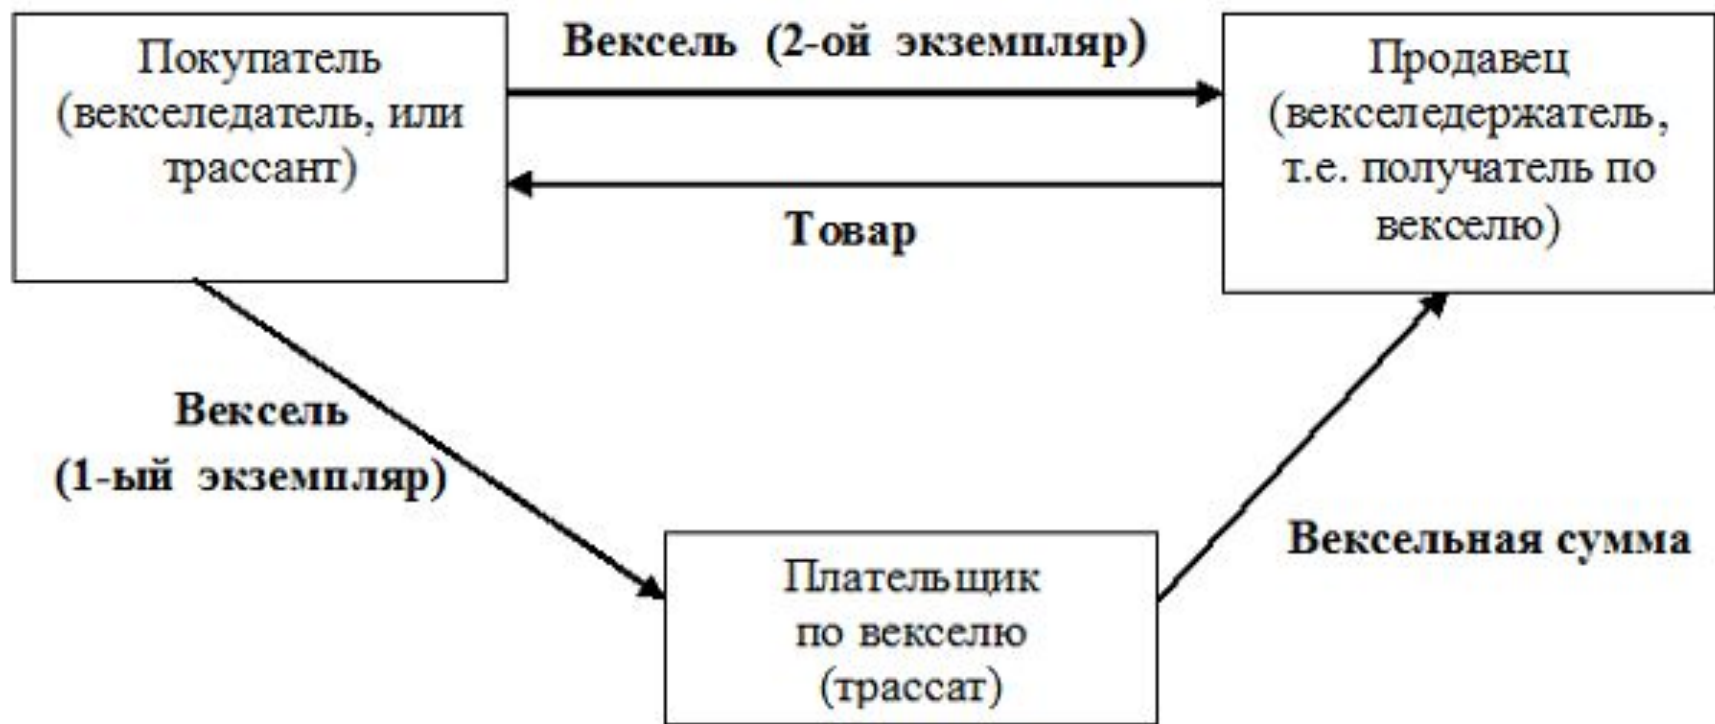 Покупатель
(векселедатель, или
трассант)
Вексель (2-ой экземпляр)
Товар
Продавец
(векселедержатель,
т.е. получатель по
векселю)
Вексель
(1-ый экземпляр)
Плательщик
по векселю
(трассат)
Вексельная сумма